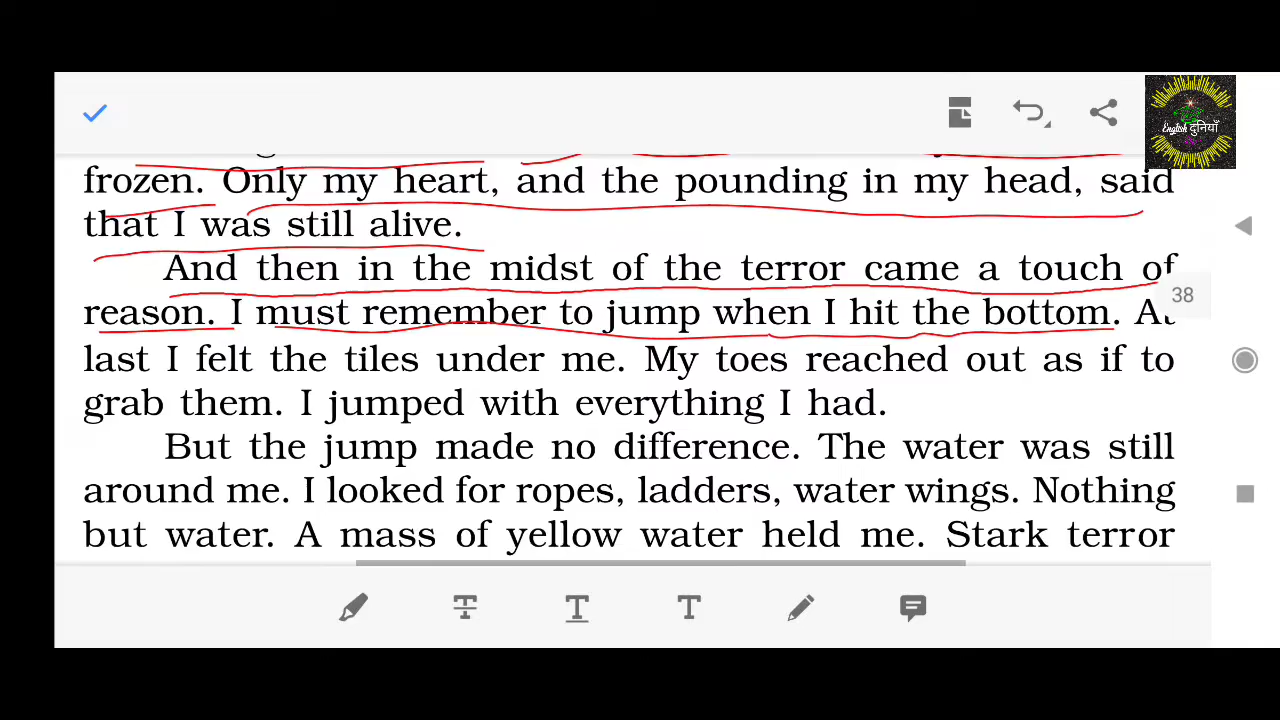 frozen. Only my heart, and the pounding in my head, said
that I was still alive.
And then in the midst of the terror came a touch of
reason. I must remember to jump when I hit the bottom. At
last I felt the tiles under me. My toes reached out as if to
grab them. I jumped with everything I had.
But the jump made no difference. The water was still
around me. I looked for ropes, ladders, water wings. Nothing
but water. A mass of yellow water held me. Stark terror
38
English दुनियाँ